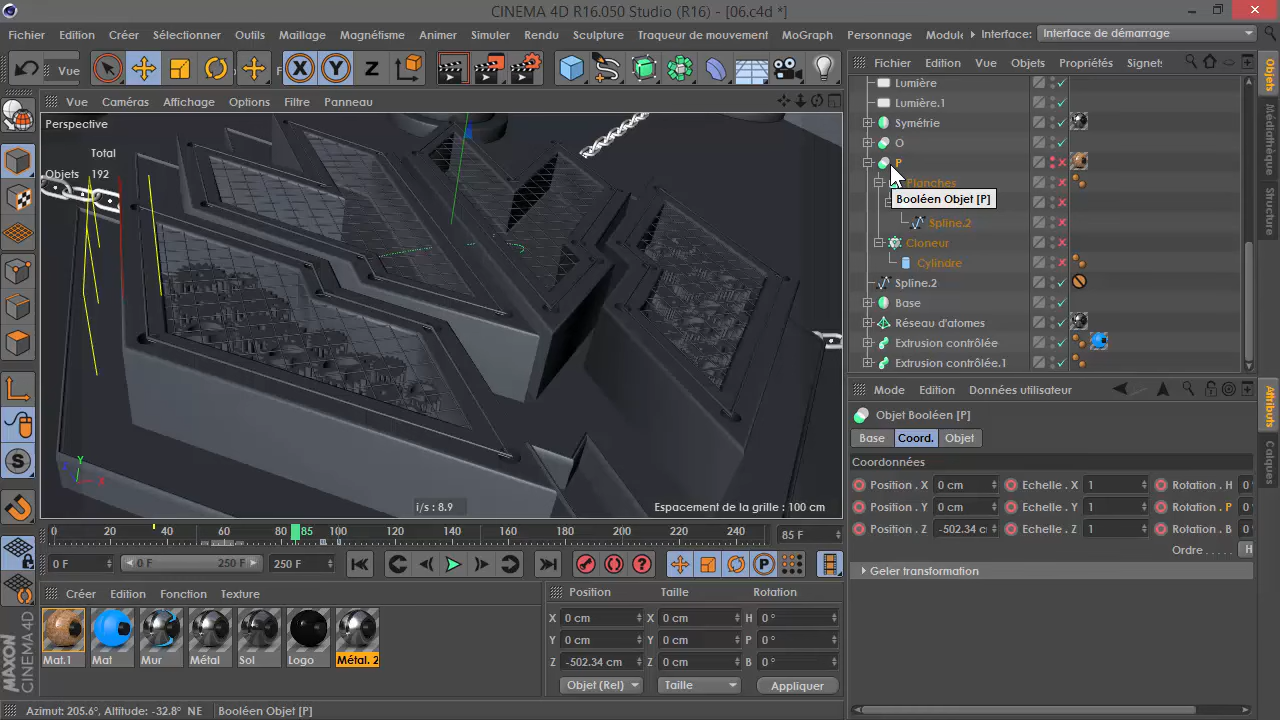 CINEMA 4D R16.050 Studio (R16) - [06.c4d *]
Fichier Edition Créer Sélectionner Outils Maillage Magnétisme Animer Simuler Rendu Sculpture Traqueur de mouvement MoGraph Personnage Module Interface: Interface de démarrage
Vue
X Y Z
Vue Caméras Affichage Options Filtre Panneau
Perspective
Total
Objets 192
i/s : 8.9
Espacement de la grille : 100 cm
Y X
0 20 40 60 85 100 120 140 160 180 200 220 240
85 F
0 F 0 F 250 F 250 F
Créer Edition Fonction Texture
Mat.1 Mat Mur Métal Sol Logo Métal. 2
Position Taille Rotation
X 0 cm X 0 cm H 0 °
Y 0 cm Y 0 cm P 0 °
Z -502.34 cm Z 0 cm B 0 °
Objet (Rel) Taille Appliquer
MAXON
CINEMA 4D
Azimut: 205.6°, Altitude: -32.8° NE Booléen Objet [P]
Fichier Edition Vue Objets Propriétés Signet:
Lumière
Lumière.1
Symétrie
O
P
Planches
Booléen Objet [P]
Spline.2
Cloneur
Cylindre
Spline.2
Base
Réseau d'atomes
Extrusion contrôlée
Extrusion contrôlée.1
Mode Edition Données utilisateur
Objet Booléen [P]
Base Coord. Objet
Coordonnées
Position . X 0 cm Echelle . X 1 Rotation . H 0
Position . Y 0 cm Echelle . Y 1 Rotation . P 0
Position . Z -502.34 c Echelle . Z 1 Rotation . B 0
Ordre . . . . . H
Geler transformation
Objets
Médiathèque
Structure
Attributs
Calques